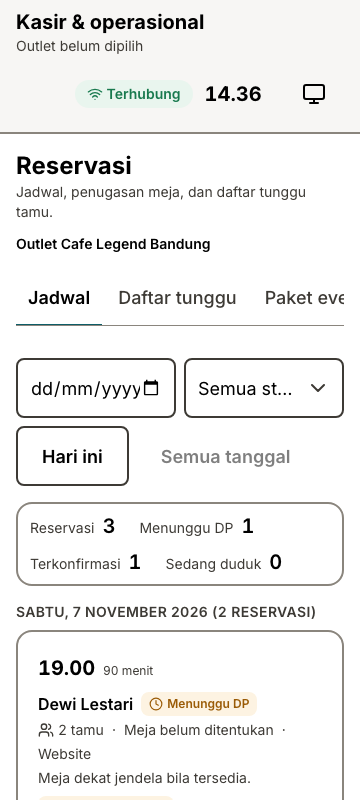 Kasir & operasional
Outlet belum dipilih
Terhubung 14.36
Reservasi
Jadwal, penugasan meja, dan daftar tunggu
tamu.
Outlet Cafe Legend Bandung
Jadwal Daftar tunggu Paket eve
dd/mm/yyyy Semua st...
Hari ini Semua tanggal
Reservasi 3 Menunggu DP 1
Terkonfirmasi 1 Sedang duduk 0
SABTU, 7 NOVEMBER 2026 (2 RESERVASI)
19.00 90 menit
Dewi Lestari Menunggu DP
2 tamu · Meja belum ditentukan ·
Website
Meja dekat jendela bila tersedia.